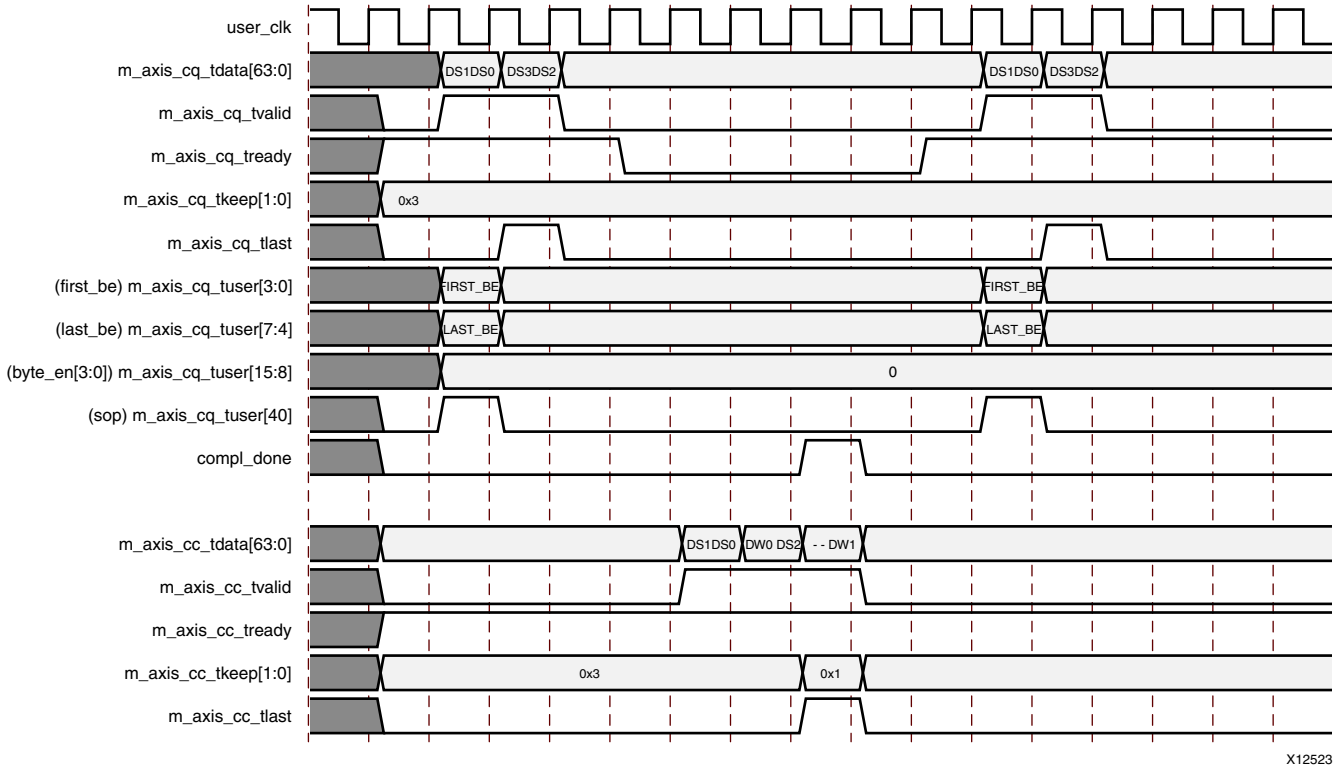 user_clk
m_axis_cq_tdata[63:0] DS1DS0 DS3DS2 DS1DS0 DS3DS2
m_axis_cq_tvalid
m_axis_cq_tready
m_axis_cq_tkeep[1:0] 0x3
m_axis_cq_tlast
(first_be) m_axis_cq_tuser[3:0] FIRST_BE FIRST_BE
(last_be) m_axis_cq_tuser[7:4] LAST_BE LAST_BE
(byte_en[3:0]) m_axis_cq_tuser[15:8] 0
(sop) m_axis_cq_tuser[40]
compl_done
m_axis_cc_tdata[63:0] DS1DS0 DW0 DS2 - - DW1
m_axis_cc_tvalid
m_axis_cc_tready
m_axis_cc_tkeep[1:0] 0x3 0x1
m_axis_cc_tlast
X12523